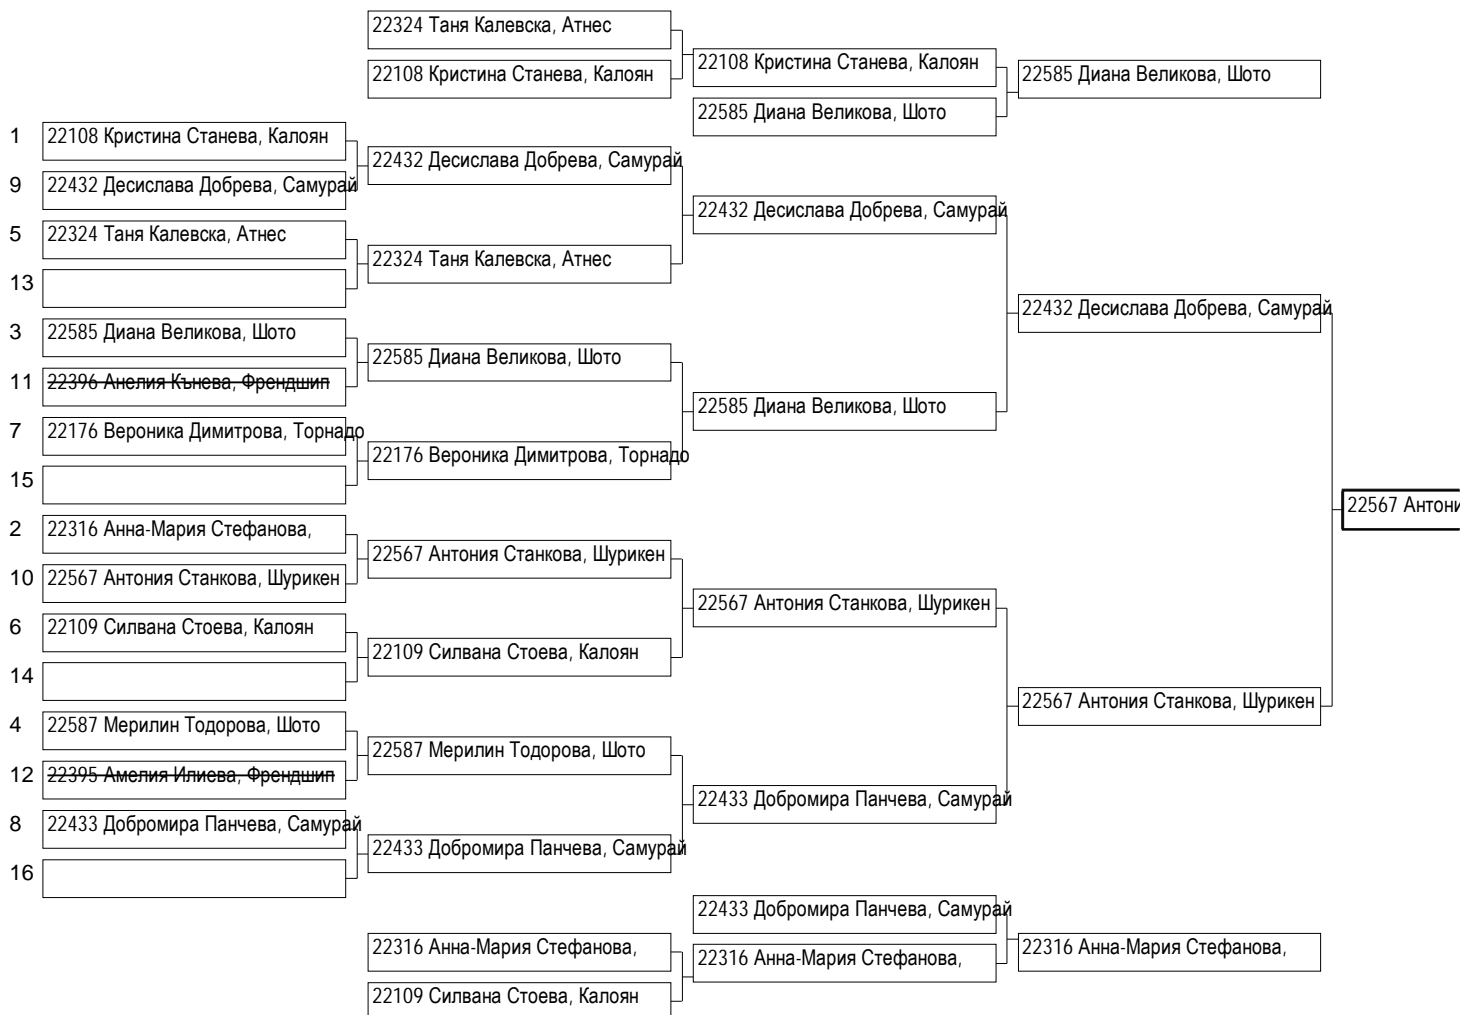 22324 Таня Калевска, Атнес
22108 Кристина Станева, Калоян
22108 Кристина Станева, Калоян
22585 Диана Великова, Шото
22585 Диана Великова, Шото
1 22108 Кристина Станева, Калоян
22432 Десислава Добрева, Самурай
9 22432 Десислава Добрева, Самурай
22432 Десислава Добрева, Самурай
5 22324 Таня Калевска, Атнес
22324 Таня Калевска, Атнес
13
22432 Десислава Добрева, Самурай
3 22585 Диана Великова, Шото
22585 Диана Великова, Шото
11 22396 Анелия Кънева, Френдшип
22585 Диана Великова, Шото
7 22176 Вероника Димитрова, Торнадо
22176 Вероника Димитрова, Торнадо
15
22567 Антони
2 22316 Анна-Мария Стефанова,
22567 Антония Станкова, Шурикен
10 22567 Антония Станкова, Шурикен
22567 Антония Станкова, Шурикен
6 22109 Силвана Стоева, Калоян
22109 Силвана Стоева, Калоян
14
22567 Антония Станкова, Шурикен
4 22587 Мерилин Тодорова, Шото
22587 Мерилин Тодорова, Шото
12 22395 Амелия Илиева, Френдшип
22433 Добромира Панчева, Самурай
8 22433 Добромира Панчева, Самурай
22433 Добромира Панчева, Самурай
16
22433 Добромира Панчева, Самурай
22316 Анна-Мария Стефанова,
22316 Анна-Мария Стефанова,
22316 Анна-Мария Стефанова,
22109 Силвана Стоева, Калоян